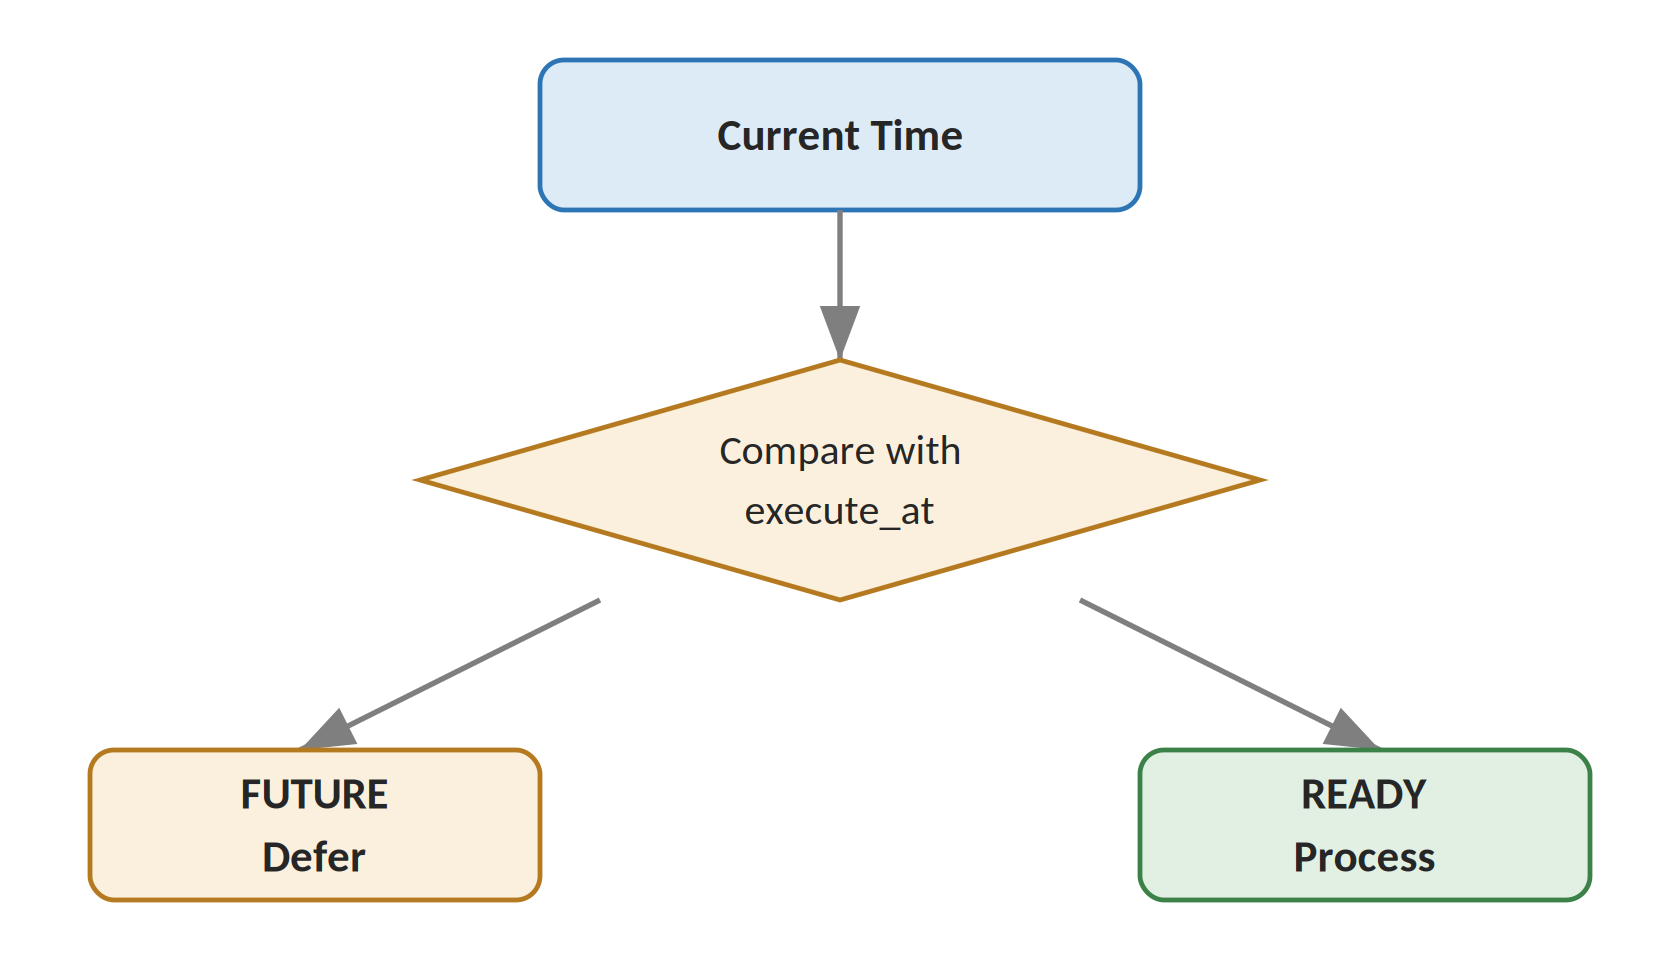 Current Time
Compare with
execute_at
FUTURE
Defer
READY
Process